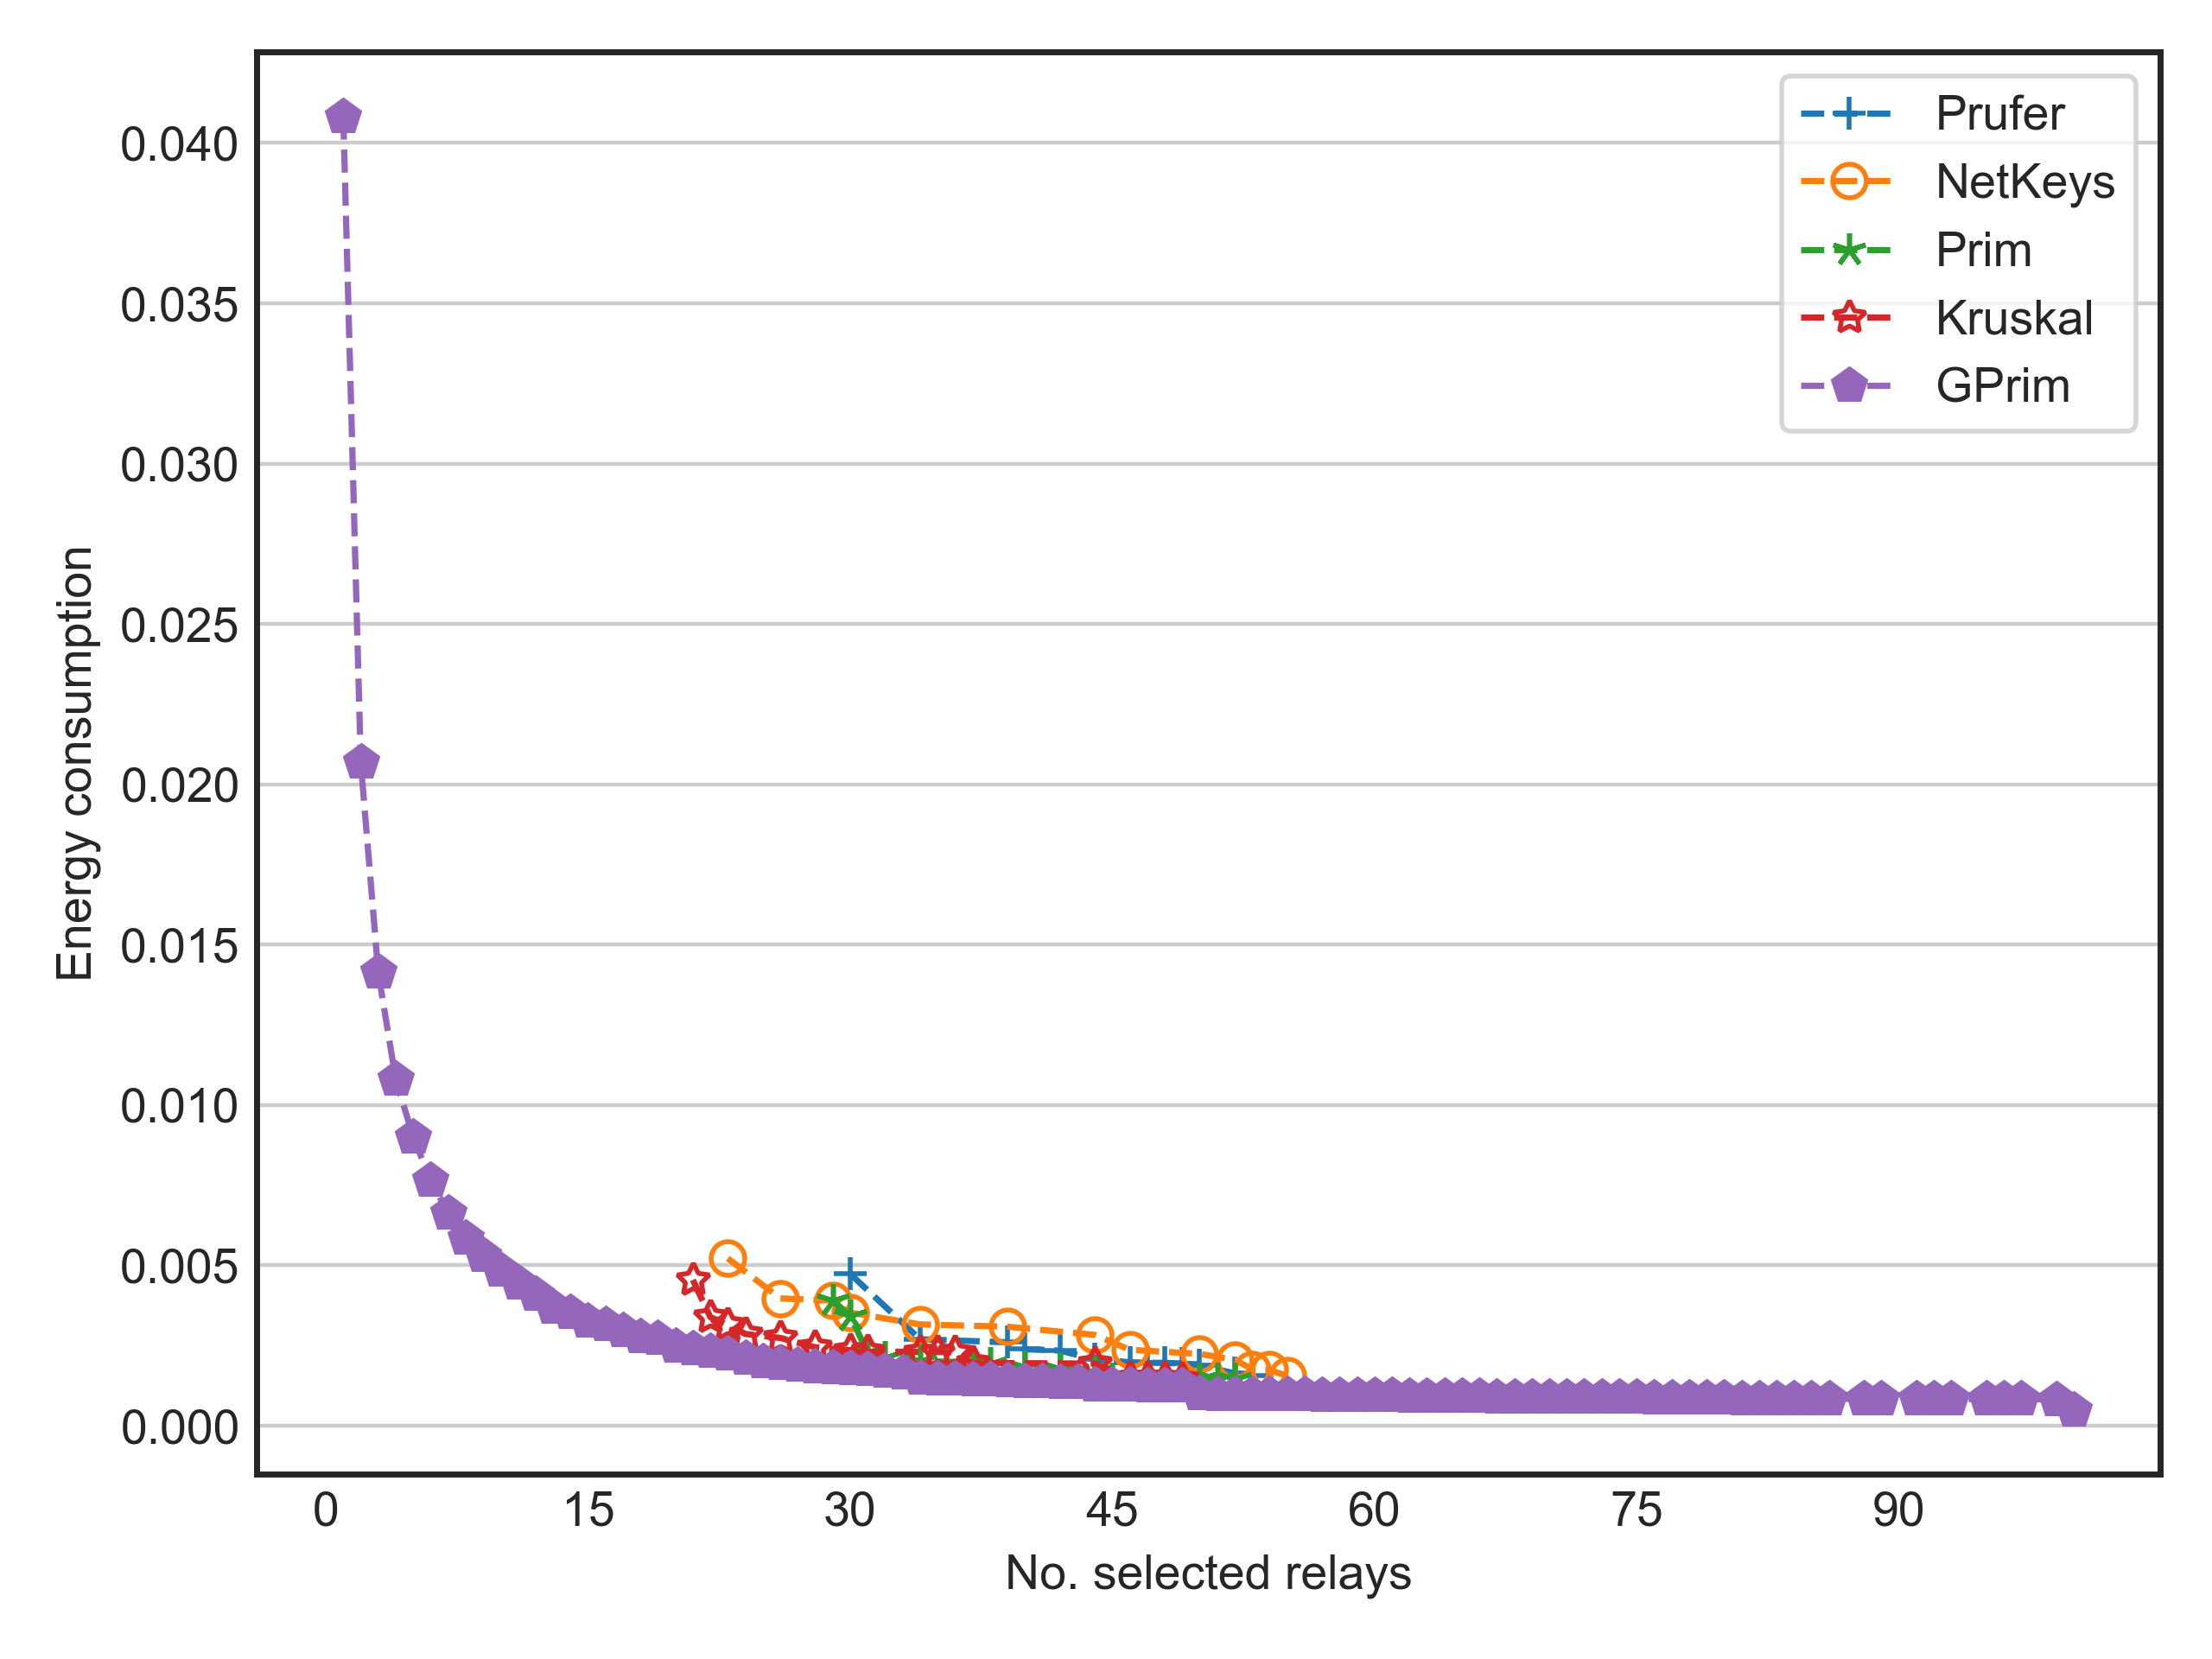 Prufer
NetKeys
Prim
Kruskal
GPrim
0.040
0.035
0.030
0.025
0.020
0.015
0.010
0.005
0.000
Energy consumption
0 15 30 45 60 75 90
No. selected relays